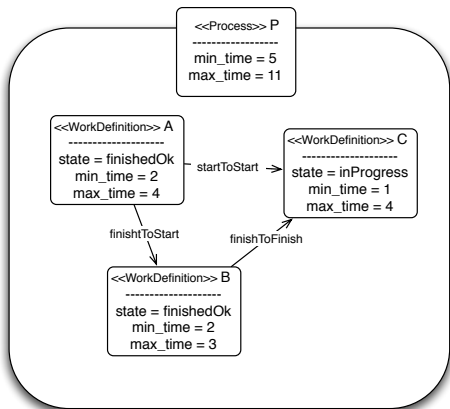 <<Process>> P
------------------
min_time = 5
max_time = 11
<<WorkDefinition>> A
--------------------
state = finishedOk
min_time = 2
max_time = 4
startToStart
<<WorkDefinition>> C
--------------------
state = inProgress
min_time = 1
max_time = 4
finishtToStart
finishToFinish
<<WorkDefinition>> B
--------------------
state = finishedOk
min_time = 2
max_time = 3